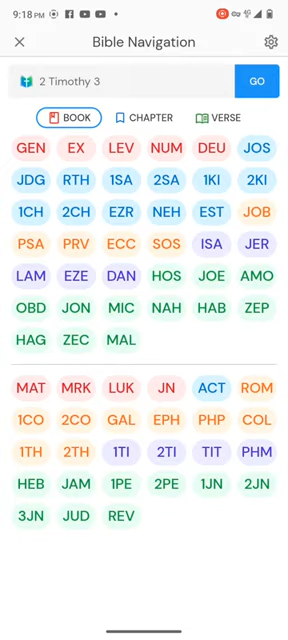 9:18 PM
Bible Navigation
2 Timothy 3
GO
BOOK CHAPTER VERSE
GEN EX LEV NUM DEU JOS
JDG RTH 1SA 2SA 1KI 2KI
1CH 2CH EZR NEH EST JOB
PSA PRV ECC SOS ISA JER
LAM EZE DAN HOS JOE AMO
OBD JON MIC NAH HAB ZEP
HAG ZEC MAL
MAT MRK LUK JN ACT ROM
1CO 2CO GAL EPH PHP COL
1TH 2TH 1TI 2TI TIT PHM
HEB JAM 1PE 2PE 1JN 2JN
3JN JUD REV